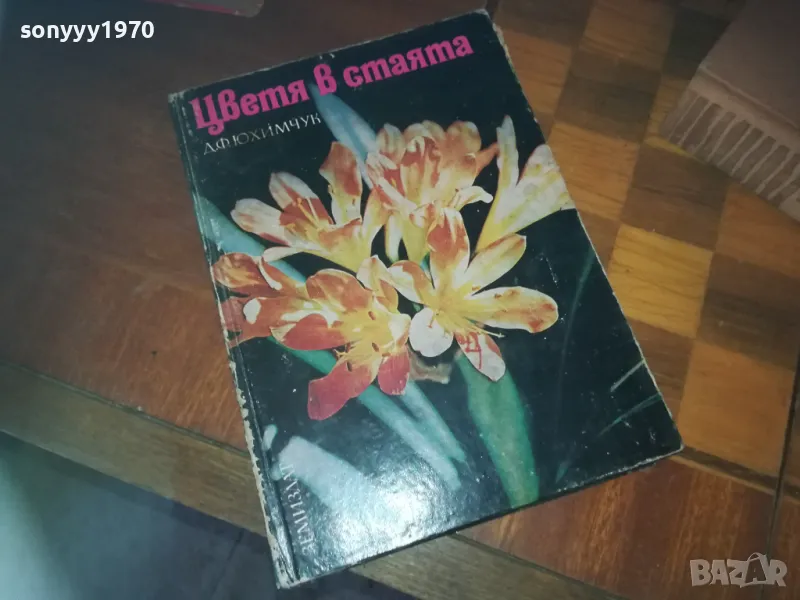 sonyyy1970
Цветя в стаята
Д.Ф.ЮХИМЧУК
ЗЕМИЗДАТ
BAZAR